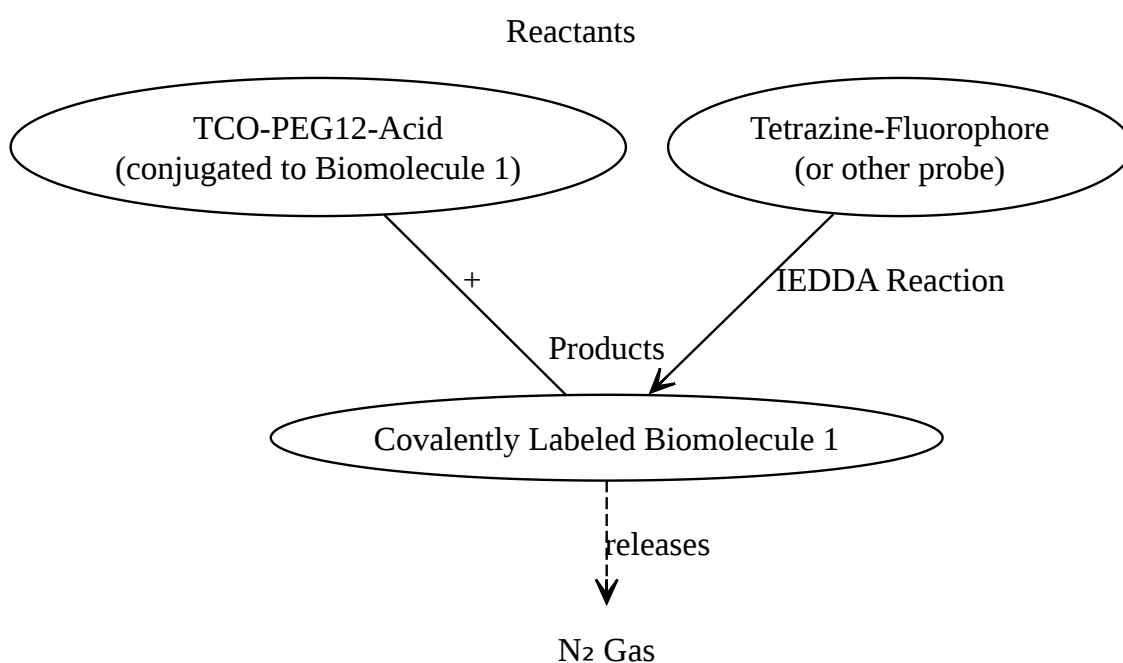 Reactants
TCO-PEG12-Acid
(conjugated to Biomolecule 1)
Tetrazine-Fluorophore
(or other probe)
+
IEDDA Reaction
Products
Covalently Labeled Biomolecule 1
releases
N₂ Gas